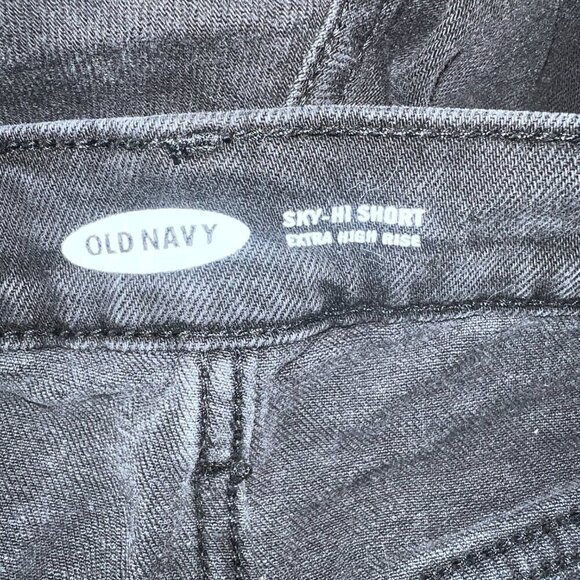 OLD NAVY
SKY-HI SHORT
EXTRA HIGH RISE